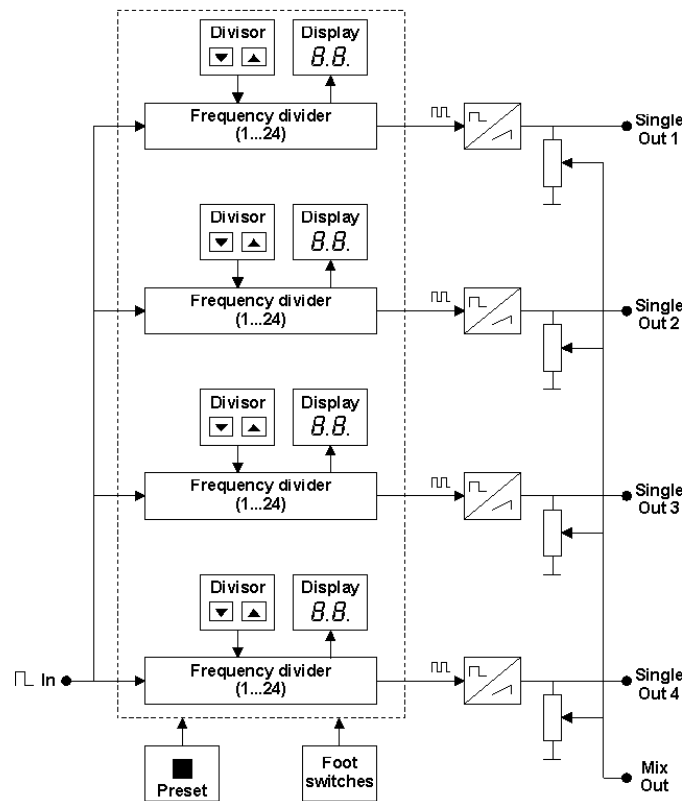 Divisor Display
8.8.
Frequency divider
(1...24)
Single
Out 1
Divisor Display
8.8.
Frequency divider
(1...24)
Single
Out 2
Divisor Display
8.8.
Frequency divider
(1...24)
Single
Out 3
Divisor Display
8.8.
In
Frequency divider
(1...24)
Single
Out 4
Preset
Foot
switches
Mix
Out